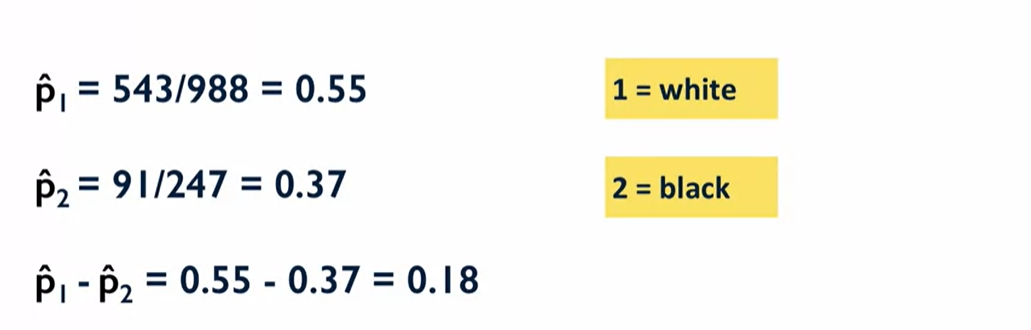 p̂₁ = 543/988 = 0.55
1 = white
p̂₂ = 91/247 = 0.37
2 = black
p̂₁ - p̂₂ = 0.55 - 0.37 = 0.18